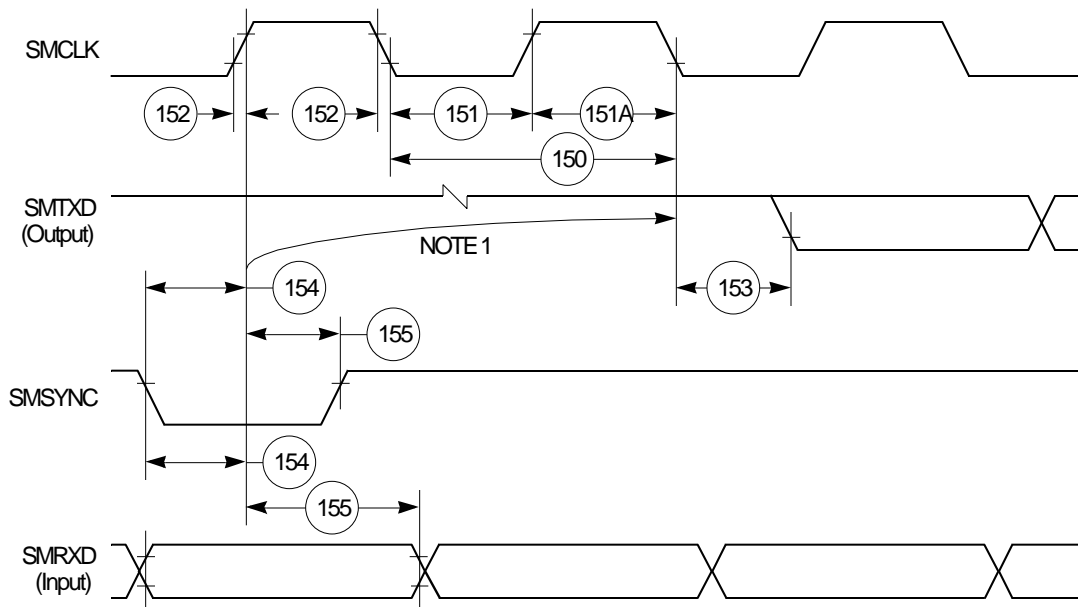 SMCLK
152
152
151
151A
150
SMTXD
(Output)
NOTE 1
154
153
155
SMSYNC
154
155
SMRXD
(Input)